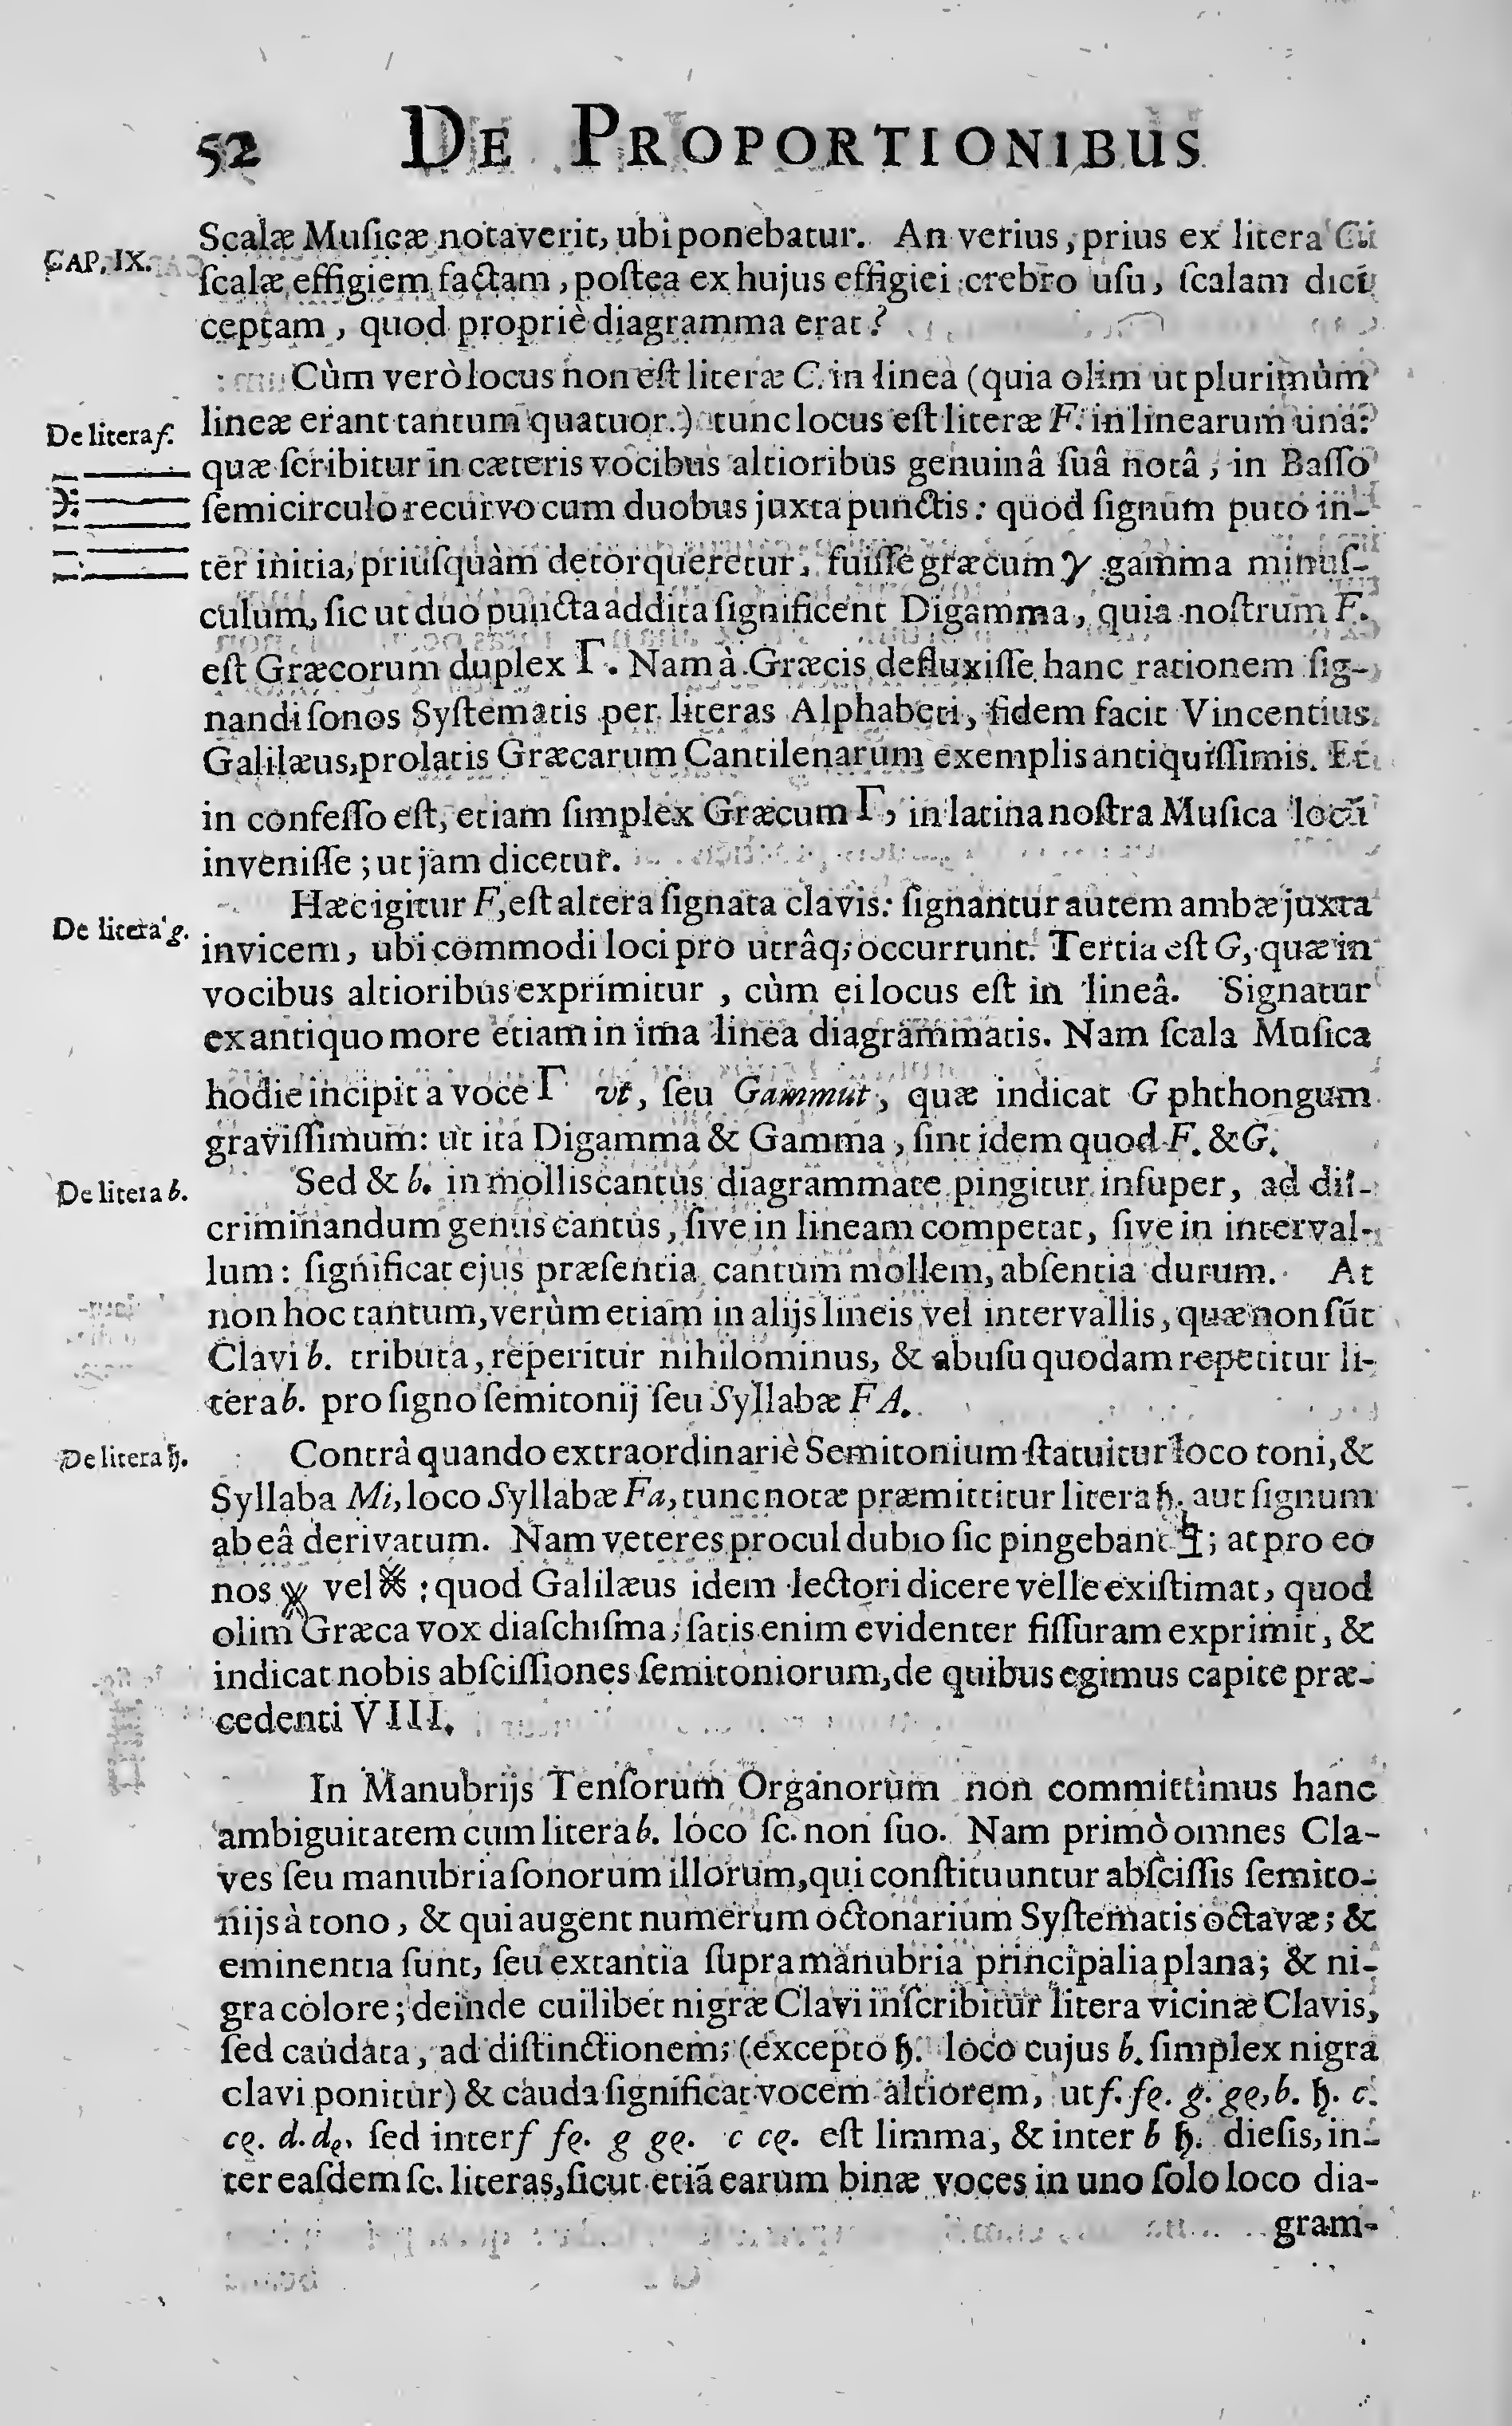 52 DE PROPORTIONIBUS
CAP. IX.
Scalæ Muſicæ notaverit, ubi ponebatur. An verius, prius ex litera
ſcalæ effigiem factam, poſtea ex hujus effigiei crebro uſu, ſcalam dici
ceptam, quod propriè diagramma erat?
De litera f.
Cùm verò locus non eſt literæ C. in linea (quia olim ut plurimùm
lineæ erant tantum quatuor.) tunc locus eſt literæ F. in linearum una:
quæ ſcribitur in cæteris vocibus altioribus genuinâ ſuâ notâ, in Baſſo
ſemicirculo recurvo cum duobus juxta punctis: quod ſignum puto in-
ter initia, priuſquàm detorqueretur, fuiſſe græcum γ gamma minuſ-
culum, ſic ut duo puncta addita ſignificent Digamma, quia noſtrum F.
eſt Græcorum duplex Γ. Nam à Græcis defluxiſſe hanc rationem ſig-
nandi ſonos Syſtematis per literas Alphabeti, fidem facit Vincentius
Galilæus, prolatis Græcarum Cantilenarum exemplis antiquiſſimis. Et
in confeſſo eſt, etiam ſimplex Græcum Γ, in latina noſtra Muſica locũ
inveniſſe; ut jam dicetur.
De litera g.
Hæc igitur F, eſt altera ſignata clavis: ſignantur autem ambæ juxta
invicem, ubi commodi loci pro utrâq; occurrunt. Tertia eſt G, quæ in
vocibus altioribus exprimitur, cùm ei locus eſt in lineâ. Signatur
ex antiquo more etiam in ima linea diagrammatis. Nam ſcala Muſica
hodie incipit a voce Γ vt, ſeu Gammut, quæ indicat G phthongum
graviſſimum: ut ita Digamma & Gamma, ſint idem quod F. & G.
De litera b.
Sed & b. in mollis cantus diagrammate pingitur inſuper, ad diſ-
criminandum genus cantus, ſive in lineam competat, ſive in interval-
lum: ſignificat ejus præſentia cantum mollem, abſentia durum. At
non hoc tantum, verùm etiam in alijs lineis vel intervallis, quæ non ſũt
Clavi b. tributa, reperitur nihilominus, & abuſu quodam repetitur li-
tera b. pro ſigno ſemitonij ſeu Syllabæ FA.
De litera ♮.
Contrà quando extraordinariè Semitonium ſtatuitur loco toni, &
Syllaba Mi, loco Syllabæ Fa, tunc notæ præmittitur litera ♮. aut ſignum
ab eâ derivatum. Nam veteres procul dubio ſic pingebant ; at pro eo
nos vel : quod Galilæus idem lectori dicere velle exiſtimat, quod
olim Græca vox diaſchiſma; ſatis enim evidenter fiſſuram exprimit, &
indicat nobis abſciſſiones ſemitoniorum, de quibus egimus capite præ-
cedenti VIII.
In Manubrijs Tenſorum Organorùm non committimus hanc
ambiguitatem cum litera b. loco ſc. non ſuo. Nam primò omnes Cla-
ves ſeu manubria ſonorum illorum, qui conſtituuntur abſciſſis ſemito-
nijs à tono, & qui augent numerum octonarium Syſtematis octavæ; &
eminentia ſunt, ſeu extantia ſupra manubria principalia plana; & ni-
gra colore; deinde cuilibet nigræ Clavi inſcribitur litera vicinæ Clavis,
ſed caudata, ad diſtinctionem; (excepto ♮. loco cujus b. ſimplex nigra
clavi ponitur) & cauda ſignificat vocem altiorem, ut f. fę. g. gę, b. ♮. c.
cę. d. dę. ſed inter f fę. g gę. c cę. eſt limma, & inter b ♮. dieſis, in-
ter eaſdem ſc. literas, ſicut etiã earum binæ voces in uno ſolo loco dia-
gram-